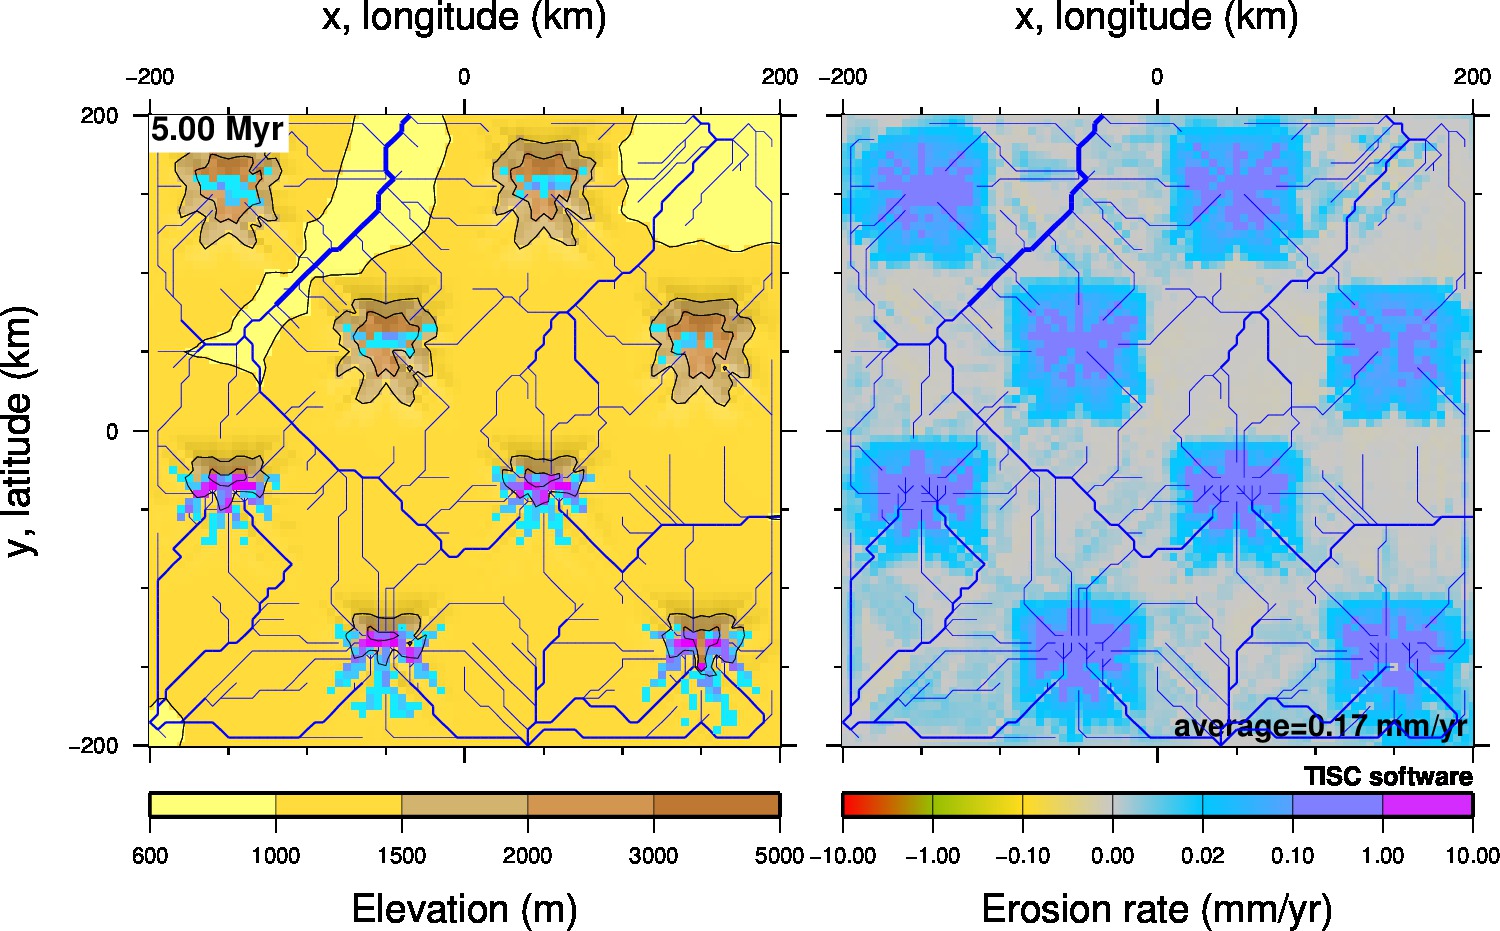 x, longitude (km)
x, longitude (km)
−200 0 200
−200 0 200
200
0
−200
y, latitude (km)
5.00 Myr
average=0.17 mm/yr
TISC software
600 1000 1500 2000 3000 5000
−10.00 −1.00 −0.10 0.00 0.02 0.10 1.00 10.00
Elevation (m)
Erosion rate (mm/yr)